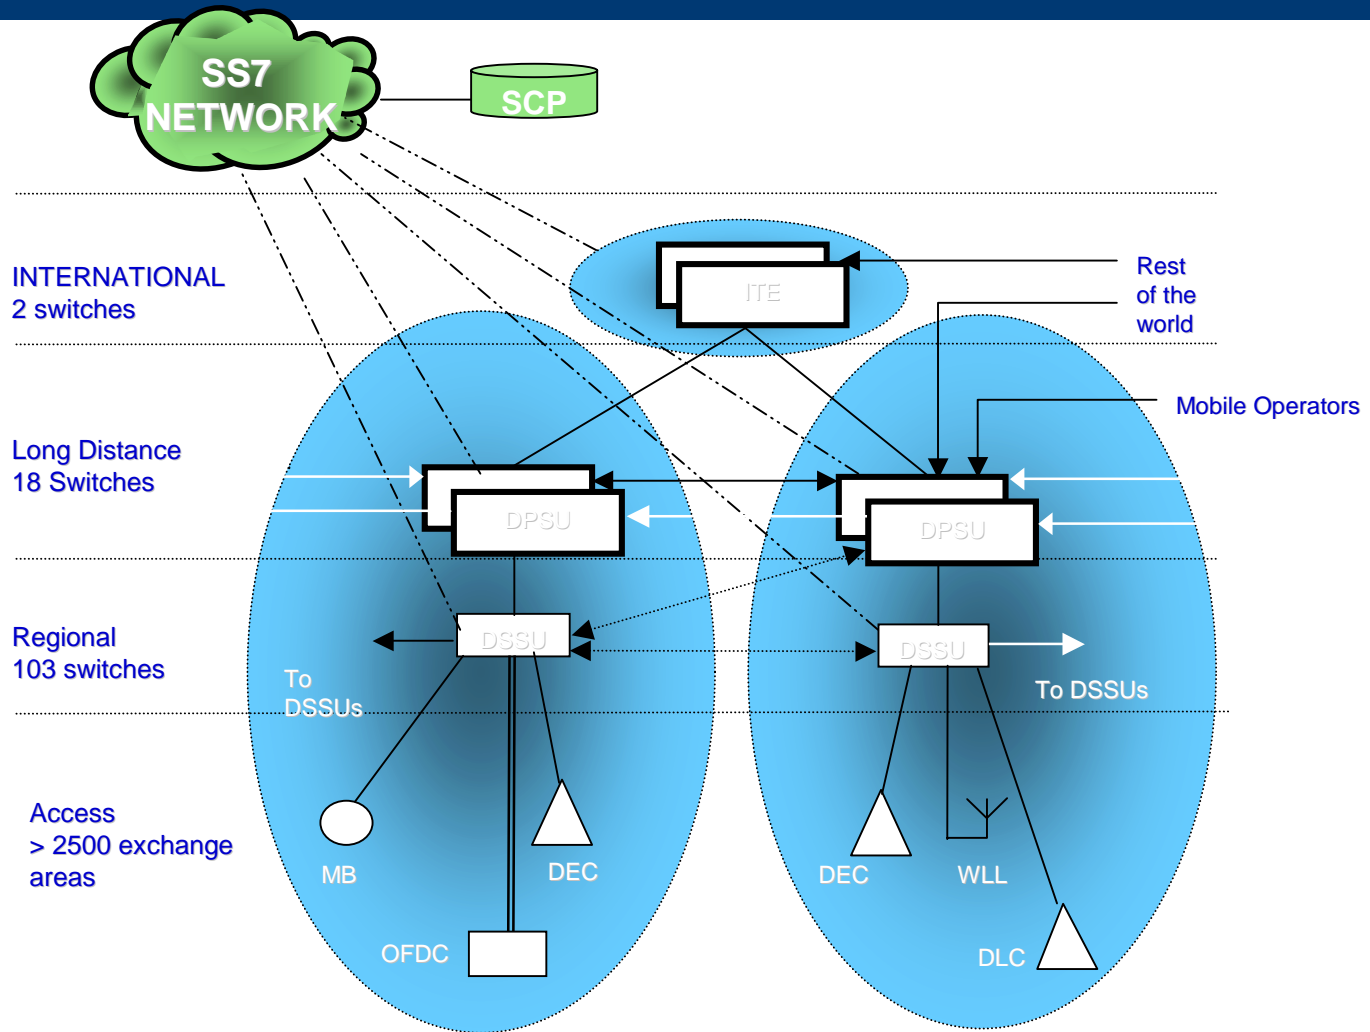 SS7
NETWORK
SCP
INTERNATIONAL
2 switches
ITE
Rest
of the
world
Mobile Operators
Long Distance
18 Switches
DPSU
DPSU
Regional
103 switches
DSSU
DSSU
To
DSSUs
To DSSUs
Access
> 2500 exchange
areas
MB
DEC
DEC
WLL
OFDC
DLC